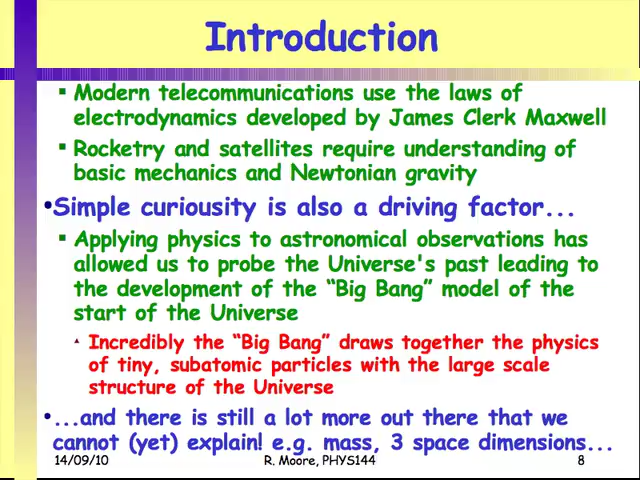 Introduction
Modern telecommunications use the laws of
electrodynamics developed by James Clerk Maxwell
Rocketry and satellites require understanding of
basic mechanics and Newtonian gravity
Simple curiousity is also a driving factor...
Applying physics to astronomical observations has
allowed us to probe the Universe's past leading to
the development of the “Big Bang” model of the
start of the Universe
Incredibly the “Big Bang” draws together the physics
of tiny, subatomic particles with the large scale
structure of the Universe
...and there is still a lot more out there that we
cannot (yet) explain! e.g. mass, 3 space dimensions...
14/09/10 R. Moore, PHYS144 8